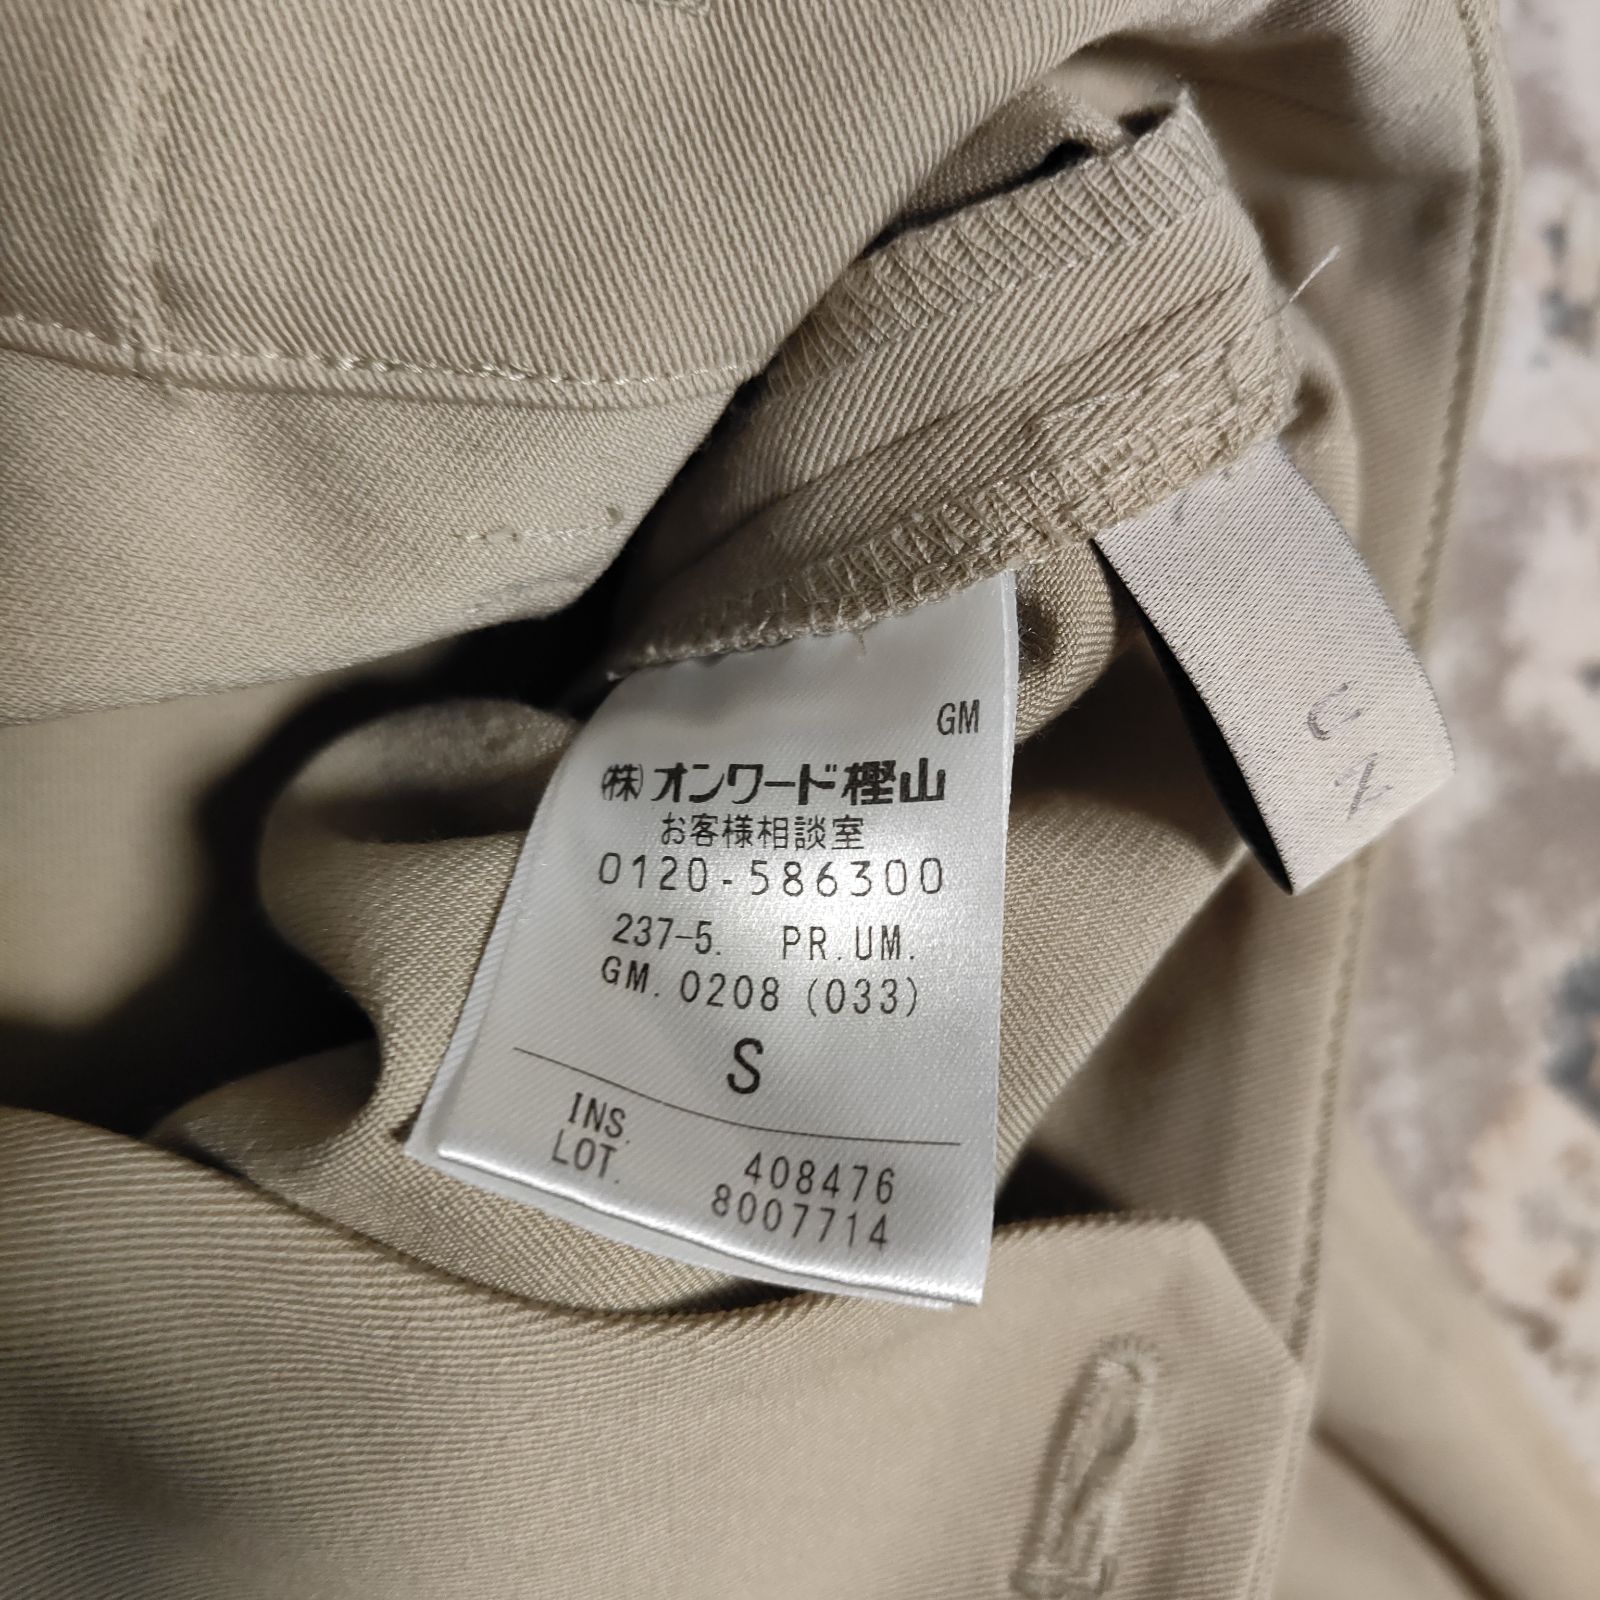 GM
㈱オンワード樫山
お客様相談室
0120-586300
237-5. PR.UM.
GM.0208 (033)
S
INS. 408476
LOT. 8007714